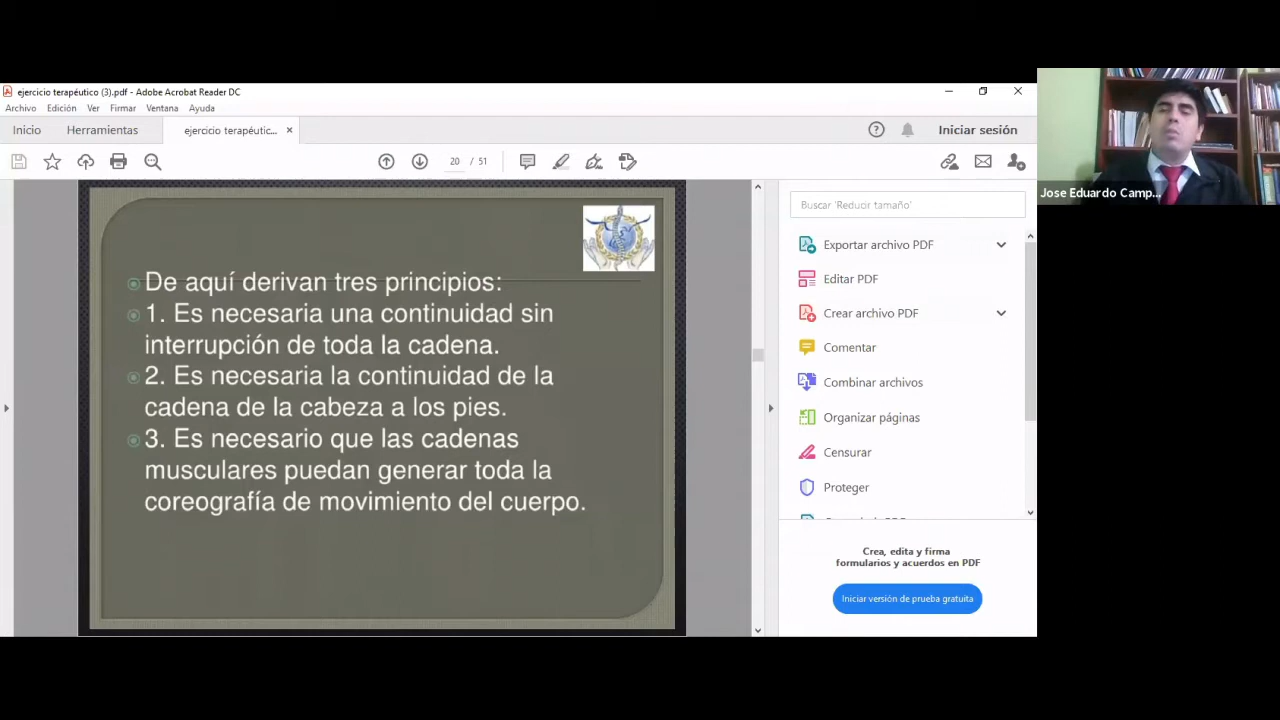 ejercicio terapéutico (3).pdf - Adobe Acrobat Reader DC
Archivo Edición Ver Firmar Ventana Ayuda
Inicio Herramientas ejercicio terapéutic... × Iniciar sesión
20 / 51
Jose Eduardo Camp...
Buscar 'Reducir tamaño'
Exportar archivo PDF
Editar PDF
Crear archivo PDF
Comentar
Combinar archivos
Organizar páginas
Censurar
Proteger
Crea, edita y firma
formularios y acuerdos en PDF
Iniciar versión de prueba gratuita
De aquí derivan tres principios:
1. Es necesaria una continuidad sin
interrupción de toda la cadena.
2. Es necesaria la continuidad de la
cadena de la cabeza a los pies.
3. Es necesario que las cadenas
musculares puedan generar toda la
coreografía de movimiento del cuerpo.